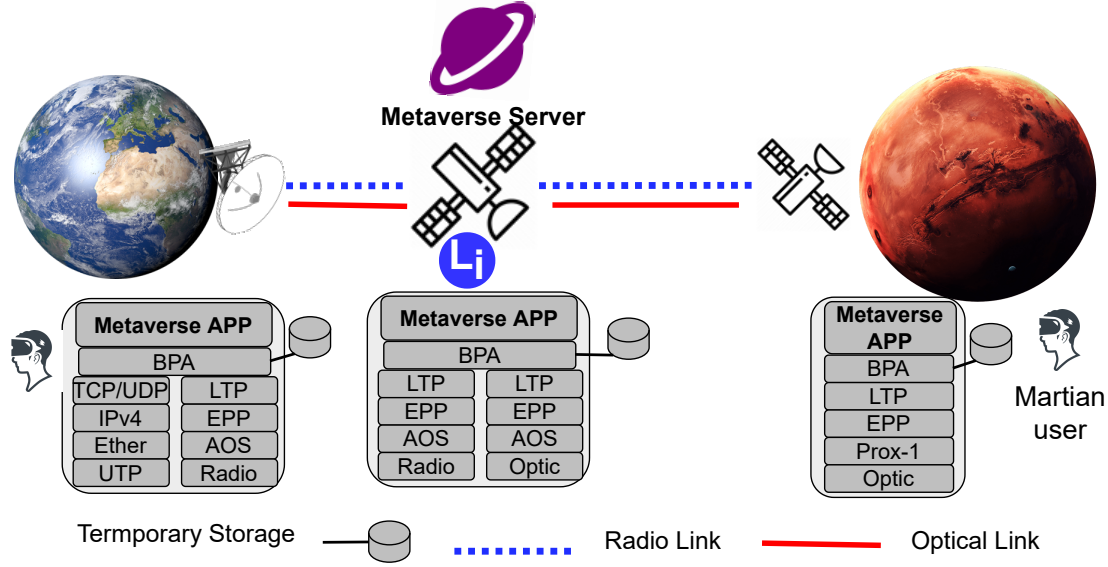 Metaverse Server
Li
Metaverse APP
BPA
TCP/UDP LTP
IPv4 EPP
Ether AOS
UTP Radio
Metaverse APP
BPA
LTP LTP
EPP EPP
AOS AOS
Radio Optic
Metaverse
APP
BPA
LTP
EPP
Prox-1
Optic
Martian
user
Termporary Storage
Radio Link
Optical Link